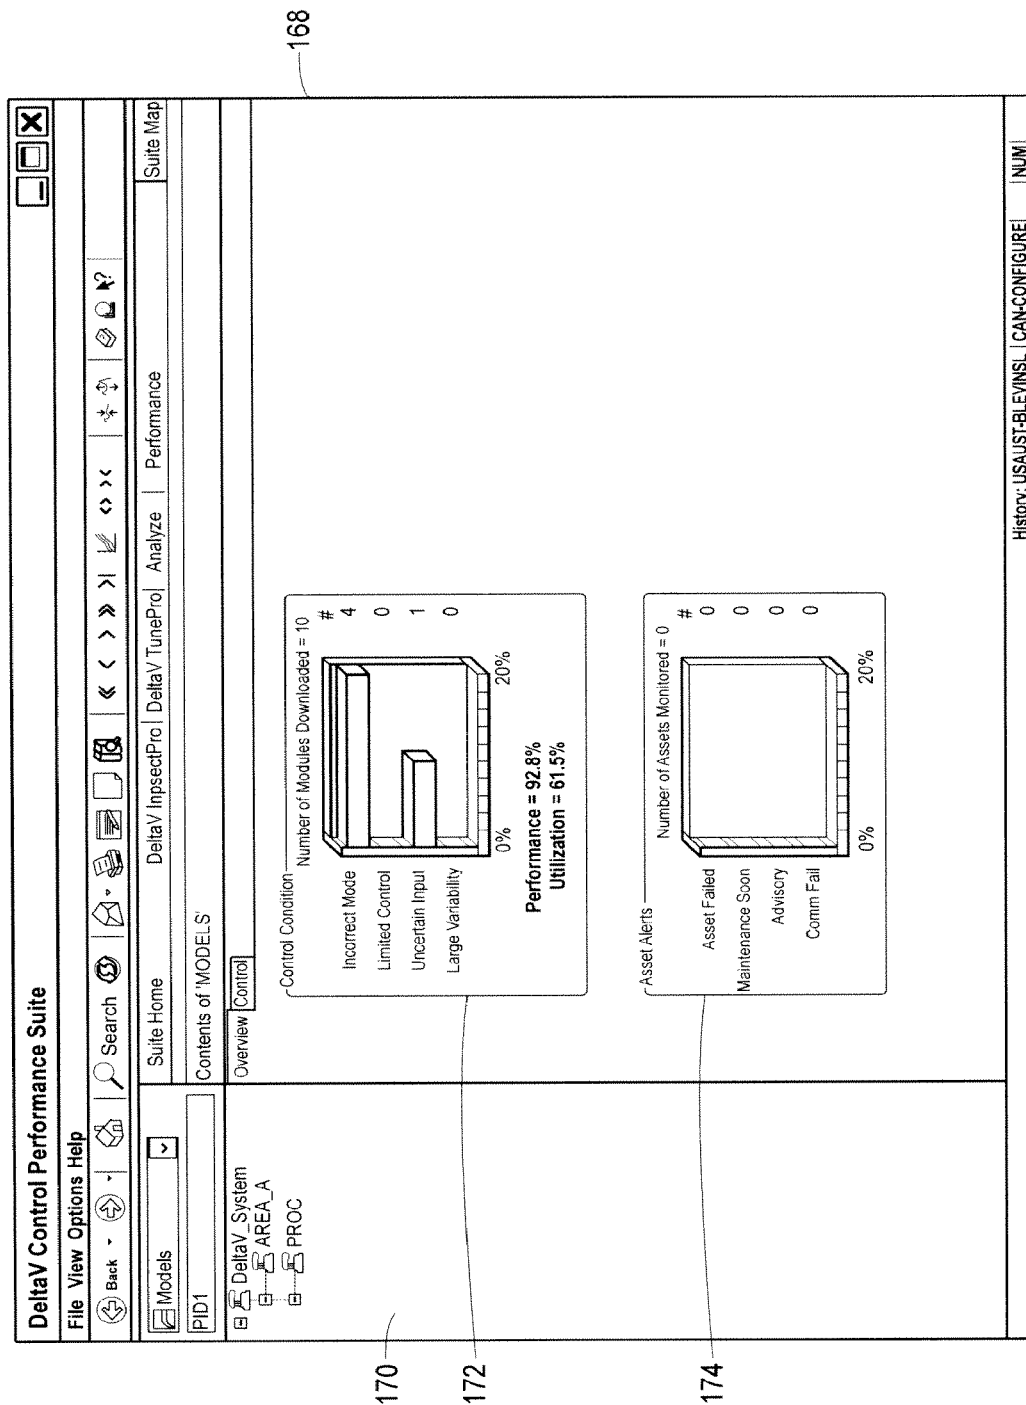 168
DeltaV Control Performance Suite
File View Options Help
Back
Search
Models
Suite Home
DeltaV InpsectPro
DeltaV TunePro
Analyze
Performance
Suite Map
PID1
Contents of 'MODELS'
Overview
Control
DeltaV_System
AREA_A
PROC
Control Condition
Number of Modules Downloaded = 10
#
Incorrect Mode 4
Limited Control 0
Uncertain Input 1
Large Variability 0
0% 20%
Performance = 92.8%
Utilization = 61.5%
Asset Alerts
Number of Assets Monitored = 0
#
Asset Failed 0
Maintenance Soon 0
Advisory 0
Comm Fail 0
0% 20%
History: USAUST-BLEVINSL | CAN-CONFIGURE | NUM
170
172
174